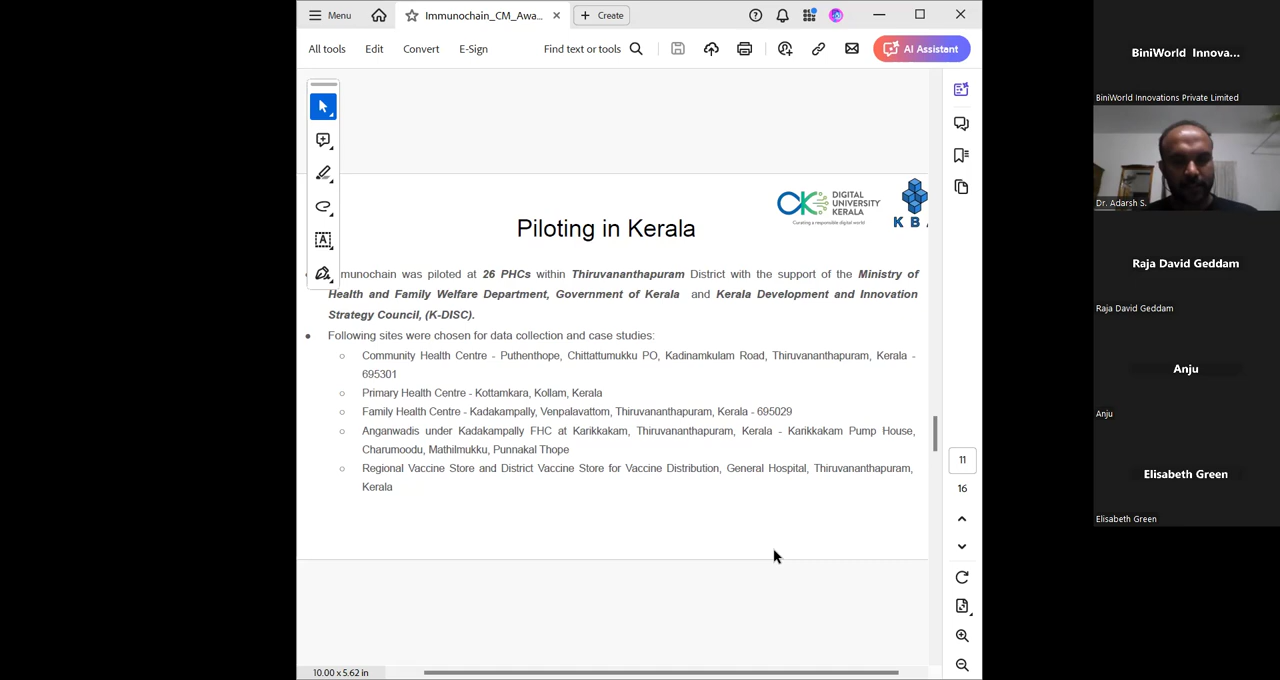 Menu
Immunochain_CM_Awa...
Create
All tools
Edit
Convert
E-Sign
Find text or tools
AI Assistant
DIGITAL
UNIVERSITY
KERALA
Curating a responsible digital world
K B
Piloting in Kerala
mmunochain was piloted at 26 PHCs within Thiruvananthapuram District with the support of the Ministry of
Health and Family Welfare Department, Government of Kerala and Kerala Development and Innovation
Strategy Council, (K-DISC).
● Following sites were chosen for data collection and case studies:
○ Community Health Centre - Puthenthope, Chittattumukku PO, Kadinamkulam Road, Thiruvananthapuram, Kerala -
695301
○ Primary Health Centre - Kottamkara, Kollam, Kerala
○ Family Health Centre - Kadakampally, Venpalavattom, Thiruvananthapuram, Kerala - 695029
○ Anganwadis under Kadakampally FHC at Karikkakam, Thiruvananthapuram, Kerala - Karikkakam Pump House,
Charumoodu, Mathilmukku, Punnakal Thope
○ Regional Vaccine Store and District Vaccine Store for Vaccine Distribution, General Hospital, Thiruvananthapuram,
Kerala
11
16
10.00 x 5.62 in
BiniWorld Innova...
BiniWorld Innovations Private Limited
Dr. Adarsh S.
Raja David Geddam
Raja David Geddam
Anju
Anju
Elisabeth Green
Elisabeth Green